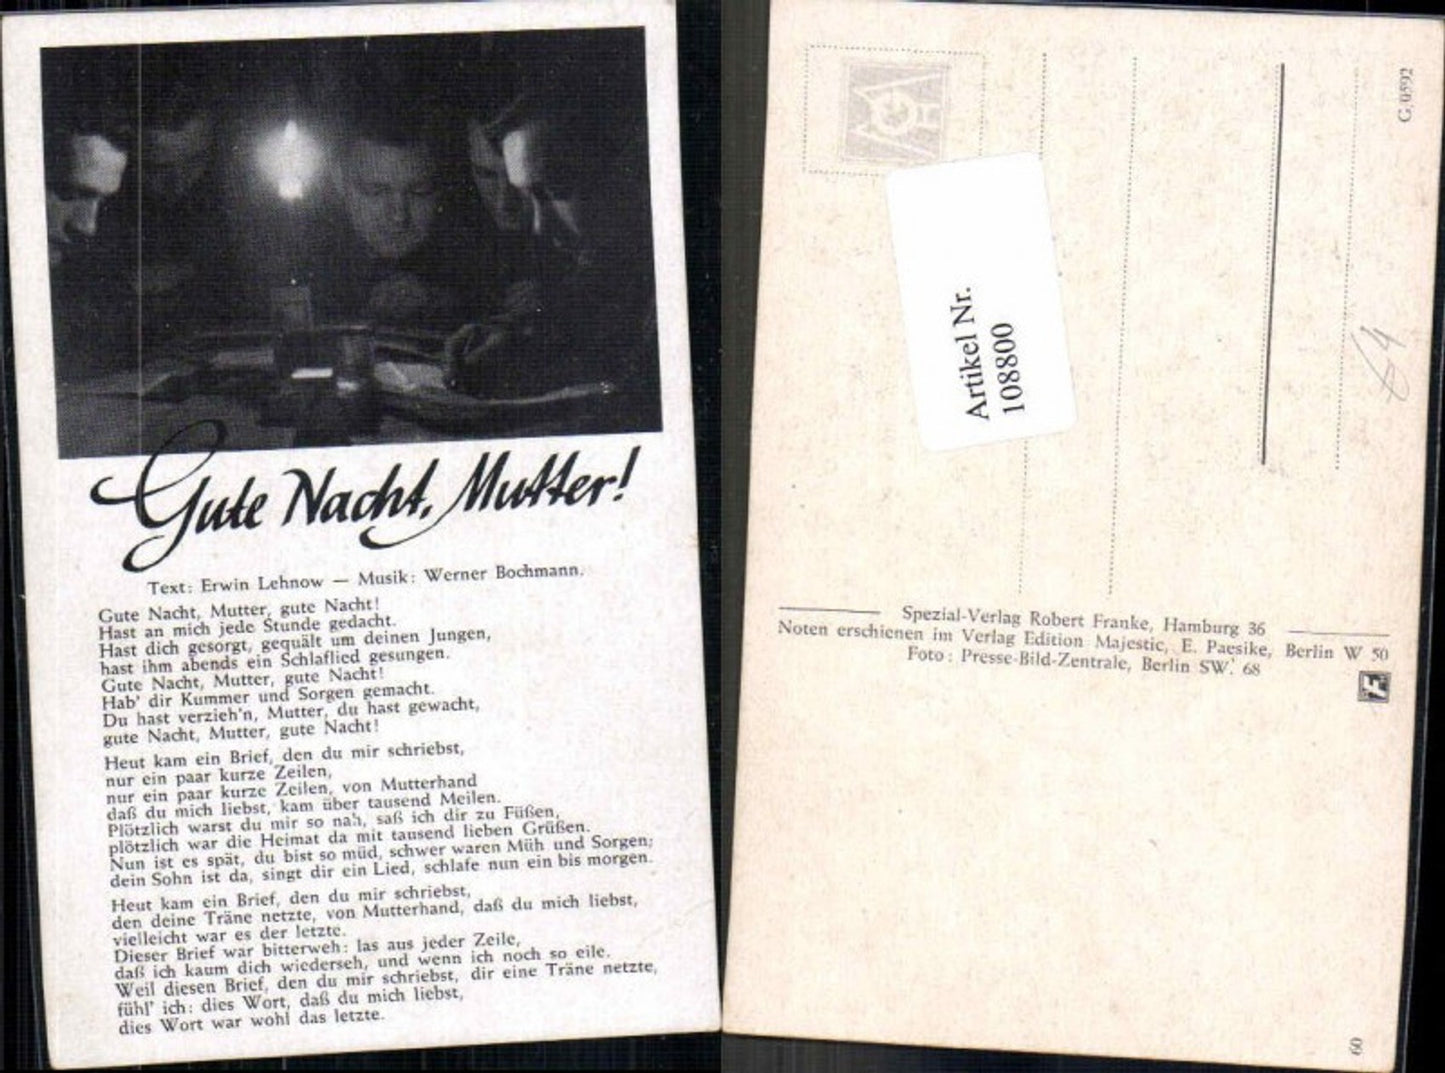 Gute Nacht, Mutter!
Text: Erwin Lehnow — Musik: Werner Bochmann.
Gute Nacht, Mutter, gute Nacht!
Hast an mich jede Stunde gedacht.
Hast dich gesorgt, gequält um deinen Jungen,
hast ihm abends ein Schlaflied gesungen.
Gute Nacht, Mutter, gute Nacht!
Hab' dir Kummer und Sorgen gemacht.
Du hast verzieh'n, Mutter, du hast gewacht,
gute Nacht, Mutter, gute Nacht!
Heut kam ein Brief, den du mir schriebst,
nur ein paar kurze Zeilen,
nur ein paar kurze Zeilen, von Mutterhand
daß du mich liebst, kam über tausend Meilen.
Plötzlich warst du mir so nah, saß ich dir zu Füßen,
plötzlich war die Heimat da mit tausend lieben Grüßen.
Nun ist es spät, du bist so müd, schwer waren Müh und Sorgen;
dein Sohn ist da, singt dir ein Lied, schlafe nun ein bis morgen.
Heut kam ein Brief, den du mir schriebst,
den deine Träne netzte, von Mutterhand, daß du mich liebst,
vielleicht war es der letzte.
Dieser Brief war bitterweh: las aus jeder Zeile,
daß ich kaum dich wiederseh, und wenn ich noch so eile.
Weil diesen Brief, den du mir schriebst, dir eine Träne netzte,
fühl' ich: dies Wort, daß du mich liebst,
dies Wort war wohl das letzte.
G 0592
Artikel Nr.
108800
64
Spezial-Verlag Robert Franke, Hamburg 36
Noten erschienen im Verlag Edition Majestic, E. Paesike, Berlin W 50
Foto: Presse-Bild-Zentrale, Berlin SW. 68
F
60